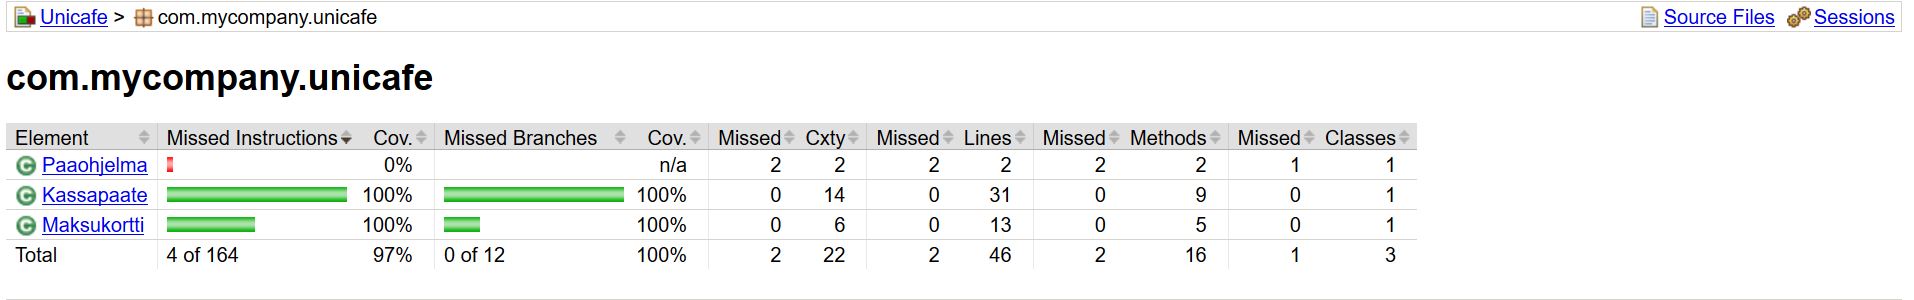 Unicafe > com.mycompany.unicafe Source Files Sessions
com.mycompany.unicafe
Element Missed Instructions Cov. Missed Branches Cov. Missed Cxty Missed Lines Missed Methods Missed Classes
Paaohjelma 0% n/a 2 2 2 2 2 2 1 1
Kassapaate 100% 100% 0 14 0 31 0 9 0 1
Maksukortti 100% 100% 0 6 0 13 0 5 0 1
Total 4 of 164 97% 0 of 12 100% 2 22 2 46 2 16 1 3